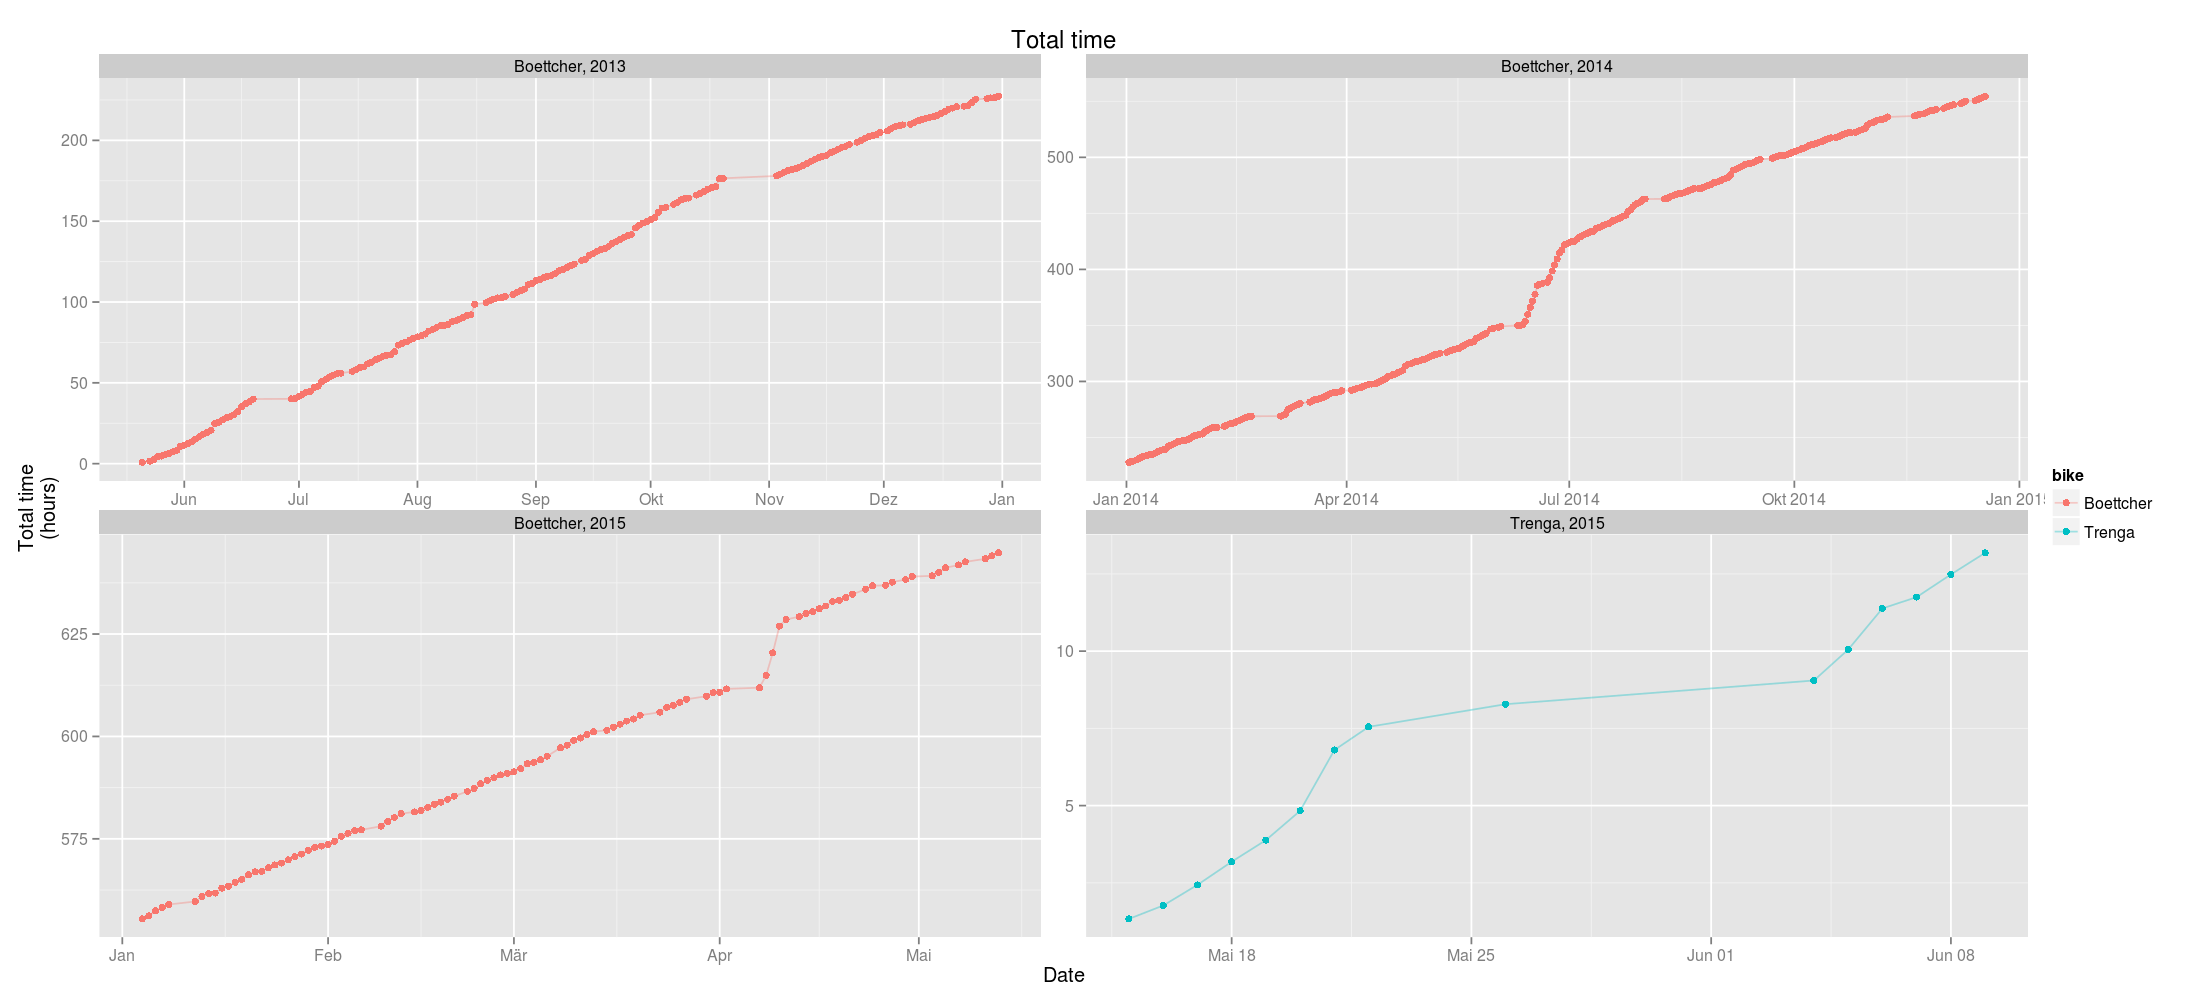 Total time
Boettcher, 2013
Boettcher, 2014
200
150
100
50
0
Jun Jul Aug Sep Okt Nov Dez Jan
500
400
300
Jan 2014 Apr 2014 Jul 2014 Okt 2014 Jan 201
Total time
(hours)
Boettcher, 2015
Trenga, 2015
625
600
575
Jan Feb Mär Apr Mai
10
5
Mai 18 Mai 25 Jun 01 Jun 08
Date
bike
Boettcher
Trenga